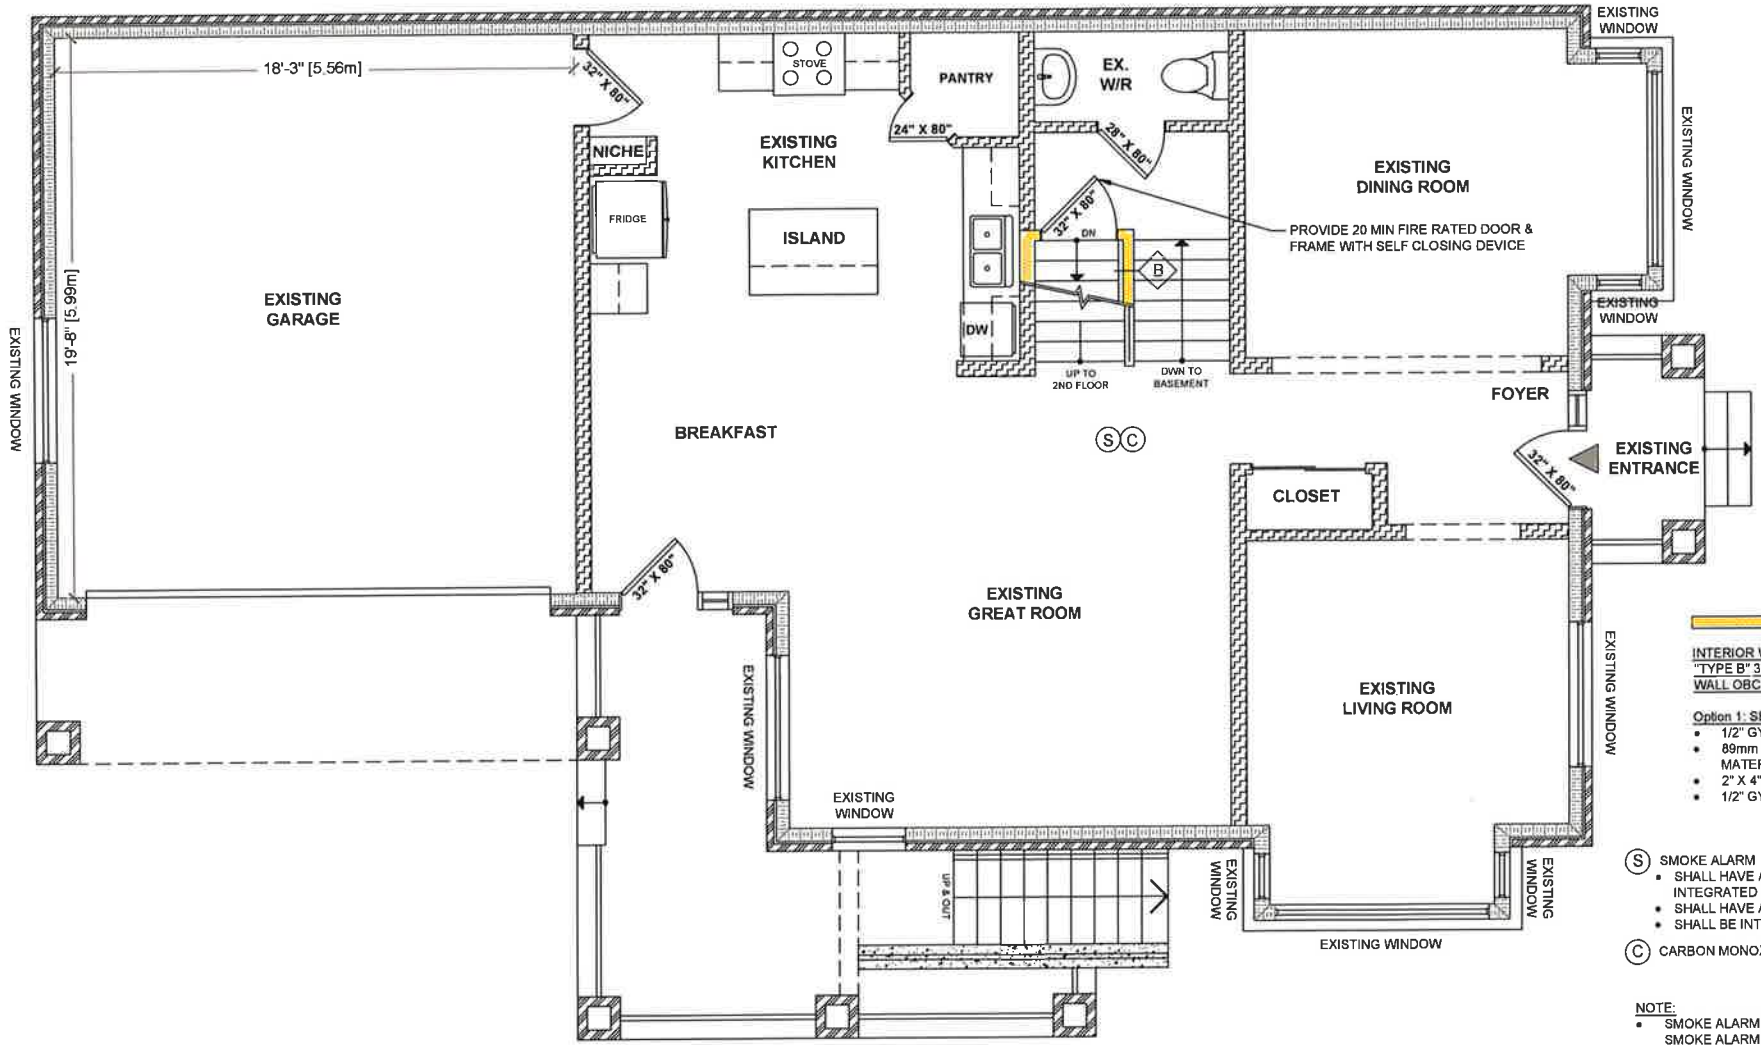 EXISTING
WINDOW
18'-3" [5.56m]
32" X 80"
STOVE
PANTRY
EX.
W/R
24" X 80"
28" X 80"
NICHE
EXISTING
KITCHEN
EXISTING
DINING ROOM
EXISTING WINDOW
FRIDGE
ISLAND
32" X 80"
DN
PROVIDE 20 MIN FIRE RATED DOOR &
FRAME WITH SELF CLOSING DEVICE
B
EXISTING
GARAGE
19'-8" [5.99m]
EXISTING WINDOW
DW
EXISTING
WINDOW
UP TO
2ND FLOOR
DWN TO
BASEMENT
FOYER
BREAKFAST
S C
EXISTING
ENTRANCE
32" X 80"
CLOSET
32" X 80"
EXISTING
GREAT ROOM
EXISTING WINDOW
EXISTING WINDOW
EXISTING
LIVING ROOM
EXISTING
WINDOW
UP & OUT
EXISTING
WINDOW
EXISTING
WINDOW
EXISTING WINDOW
INTERIOR
"TYPE B" 3
WALL OBC
Option 1:
• 1/2"
• 89mm
• 2" X 4"
• 1/2"
S SMOKE ALARM
• SHALL HAVE
INTEGRATED
• SHALL HAVE
• SHALL BE
C CARBON
NOTE:
• SMOKE ALARM
SMOKE ALARM